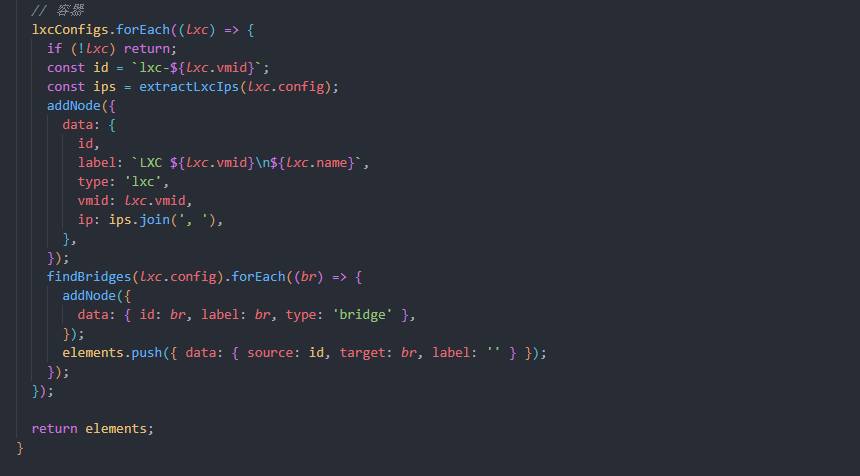 // 容器
lxcConfigs.forEach((lxc) => {
if (!lxc) return;
const id = `lxc-${lxc.vmid}`;
const ips = extractLxcIps(lxc.config);
addNode({
data: {
id,
label: `LXC ${lxc.vmid}\n${lxc.name}`,
type: 'lxc',
vmid: lxc.vmid,
ip: ips.join(', '),
},
});
findBridges(lxc.config).forEach((br) => {
addNode({
data: { id: br, label: br, type: 'bridge' },
});
elements.push({ data: { source: id, target: br, label: '' } });
});
});
return elements;
}